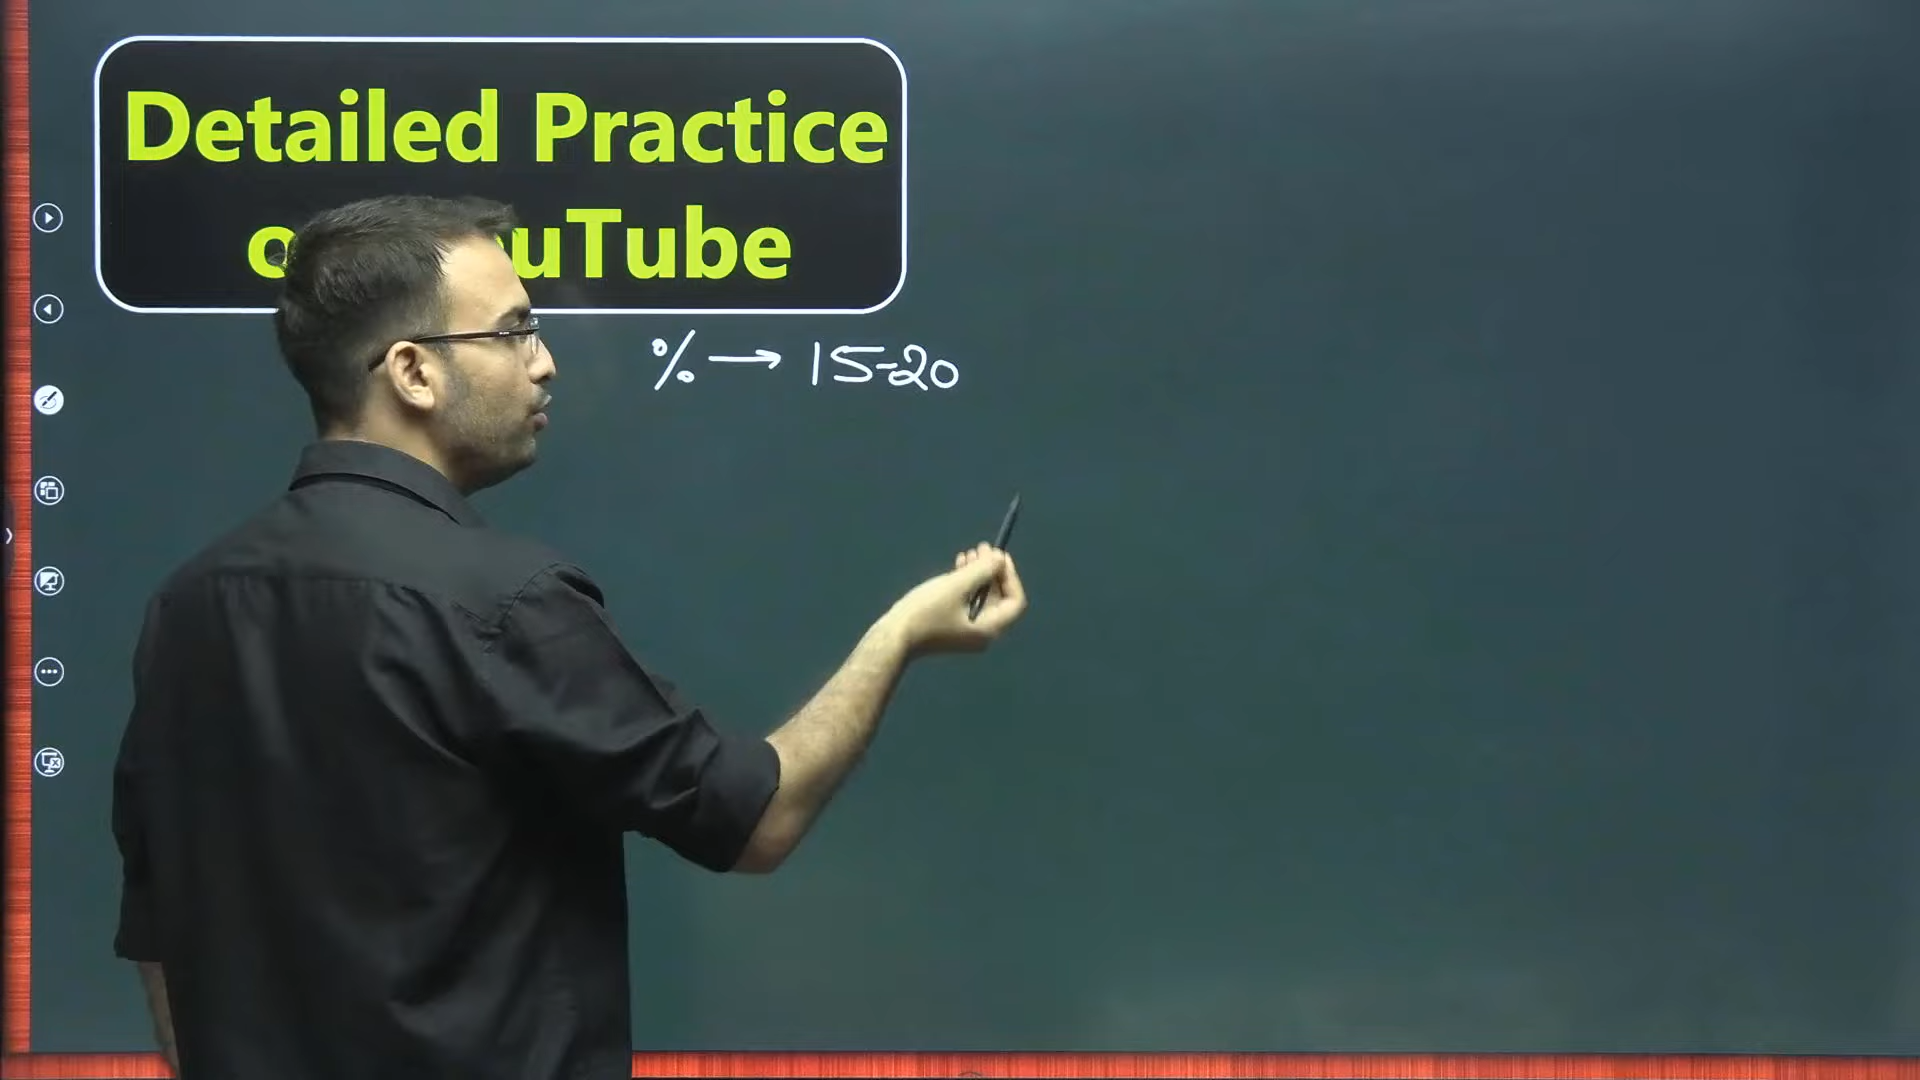 Detailed Practice
uTube
% → 15-20